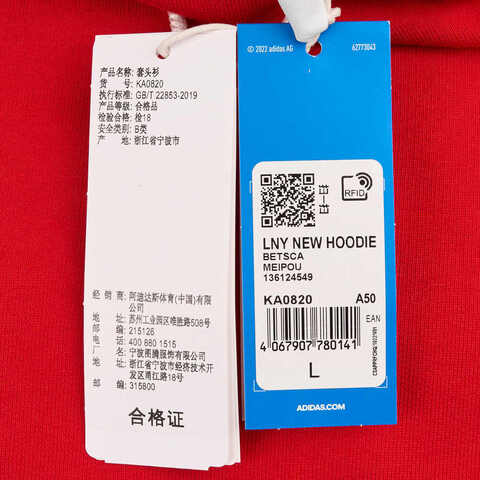 产品名称: 套头衫
货 号: KA0820
执行标准: GB/T 22853-2019
产品等级: 合格品
检验合格: 检18
安全类别: B类
产 地: 浙江省宁波市
经 销 商: 阿迪达斯体育(中国)有限
公司
地 址: 苏州工业园区唯胜路508号
邮 编: 215126
电 话: 400 880 1515
厂 名: 宁波图腾服饰有限公司
地 址: 浙江省宁波市经济技术开
发区甬江路18号
邮 编: 315800
合格证
© 2022 adidas AG
62773043
RFID
LNY NEW HOODIE
BETSCA
MEIPOU
136124549
KA0820 A50
EAN
4 067907 780141
L
ADIDAS.COM